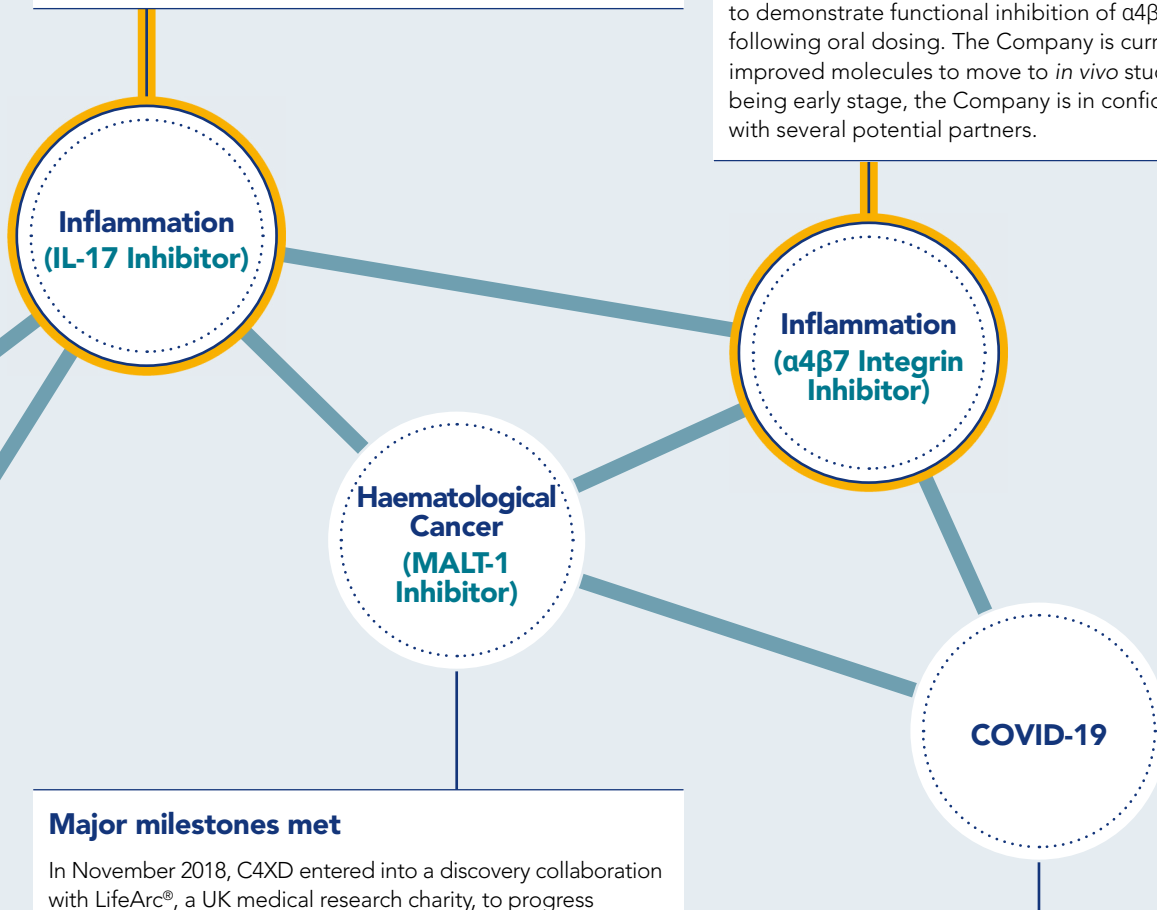 to demonstrate functional inhibition of α4β
following oral dosing. The Company is curr
improved molecules to move to in vivo stud
being early stage, the Company is in confid
with several potential partners.
Inflammation
(IL-17 Inhibitor)
Inflammation
(α4β7 Integrin
Inhibitor)
Haematological
Cancer
(MALT-1
Inhibitor)
COVID-19
Major milestones met
In November 2018, C4XD entered into a discovery collaboration
with LifeArc®, a UK medical research charity, to progress